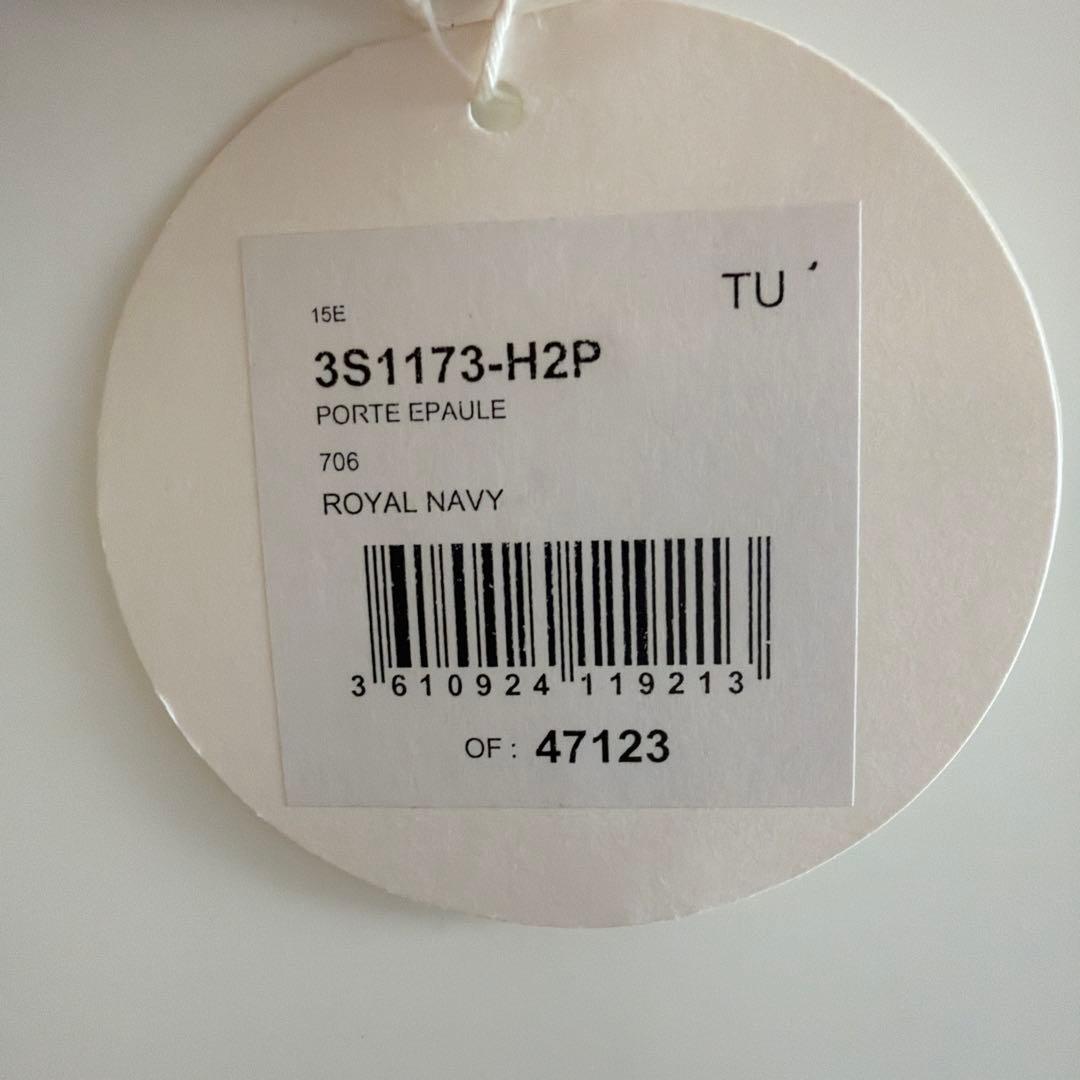 TU
15E
3S1173-H2P
PORTE EPAULE
706
ROYAL NAVY
3 610924 119213
OF : 47123